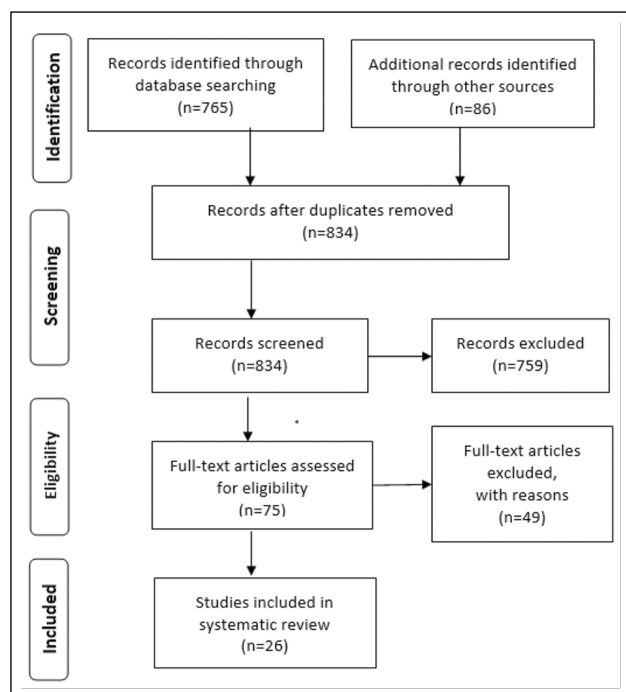 Identification
Records identified through
database searching
(n=765)
Additional records identified
through other sources
(n=86)
Records after duplicates removed
(n=834)
Screening
Records screened
(n=834)
Records excluded
(n=759)
Eligibility
Full-text articles assessed
for eligibility
(n=75)
Full-text articles
excluded,
with reasons
(n=49)
Included
Studies included in
systematic review
(n=26)